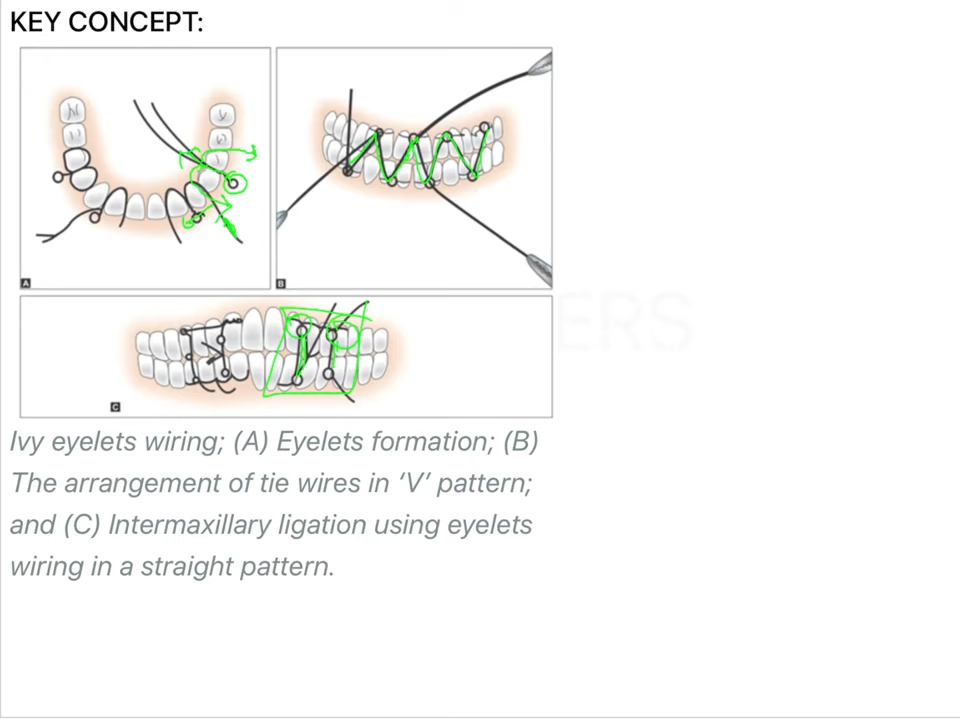 KEY CONCEPT:
A
B
C
ERS
Ivy eyelets wiring; (A) Eyelets formation; (B)
The arrangement of tie wires in ‘V’ pattern;
and (C) Intermaxillary ligation using eyelets
wiring in a straight pattern.